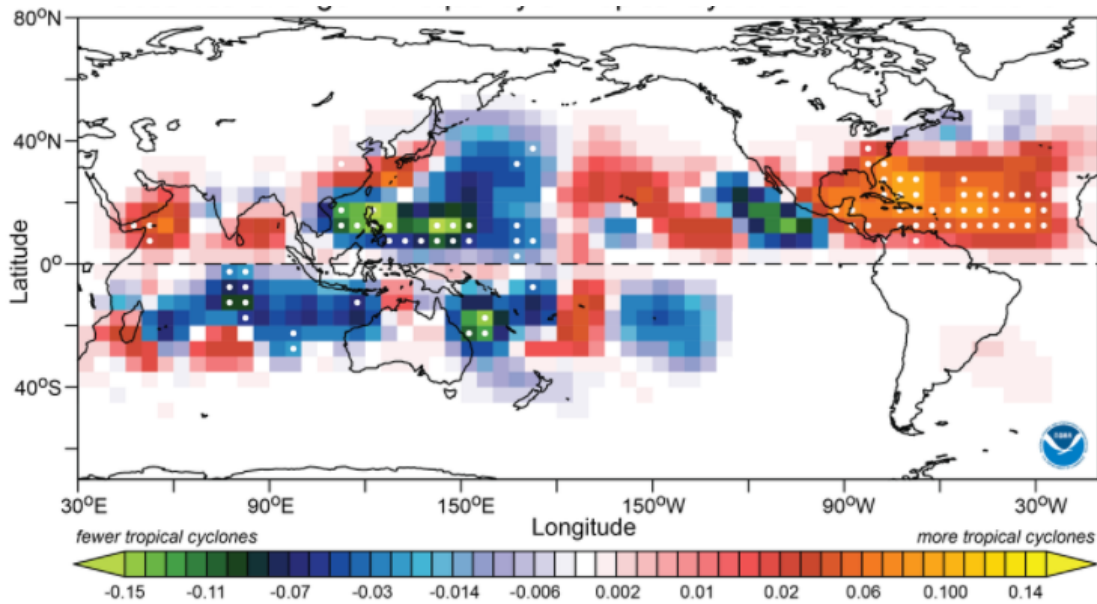 80°N
40°N
0°
40°S
Latitude
30°E 90°E 150°E 150°W 90°W 30°W
Longitude
fewer tropical cyclones more tropical cyclones
-0.15 -0.11 -0.07 -0.03 -0.014 -0.006 0.002 0.01 0.02 0.06 0.100 0.14